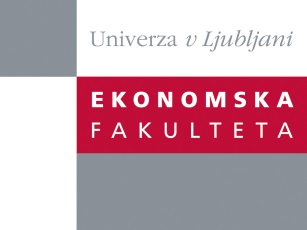 Univerza v Ljubljani
EKONOMSKA
FAKULTETA